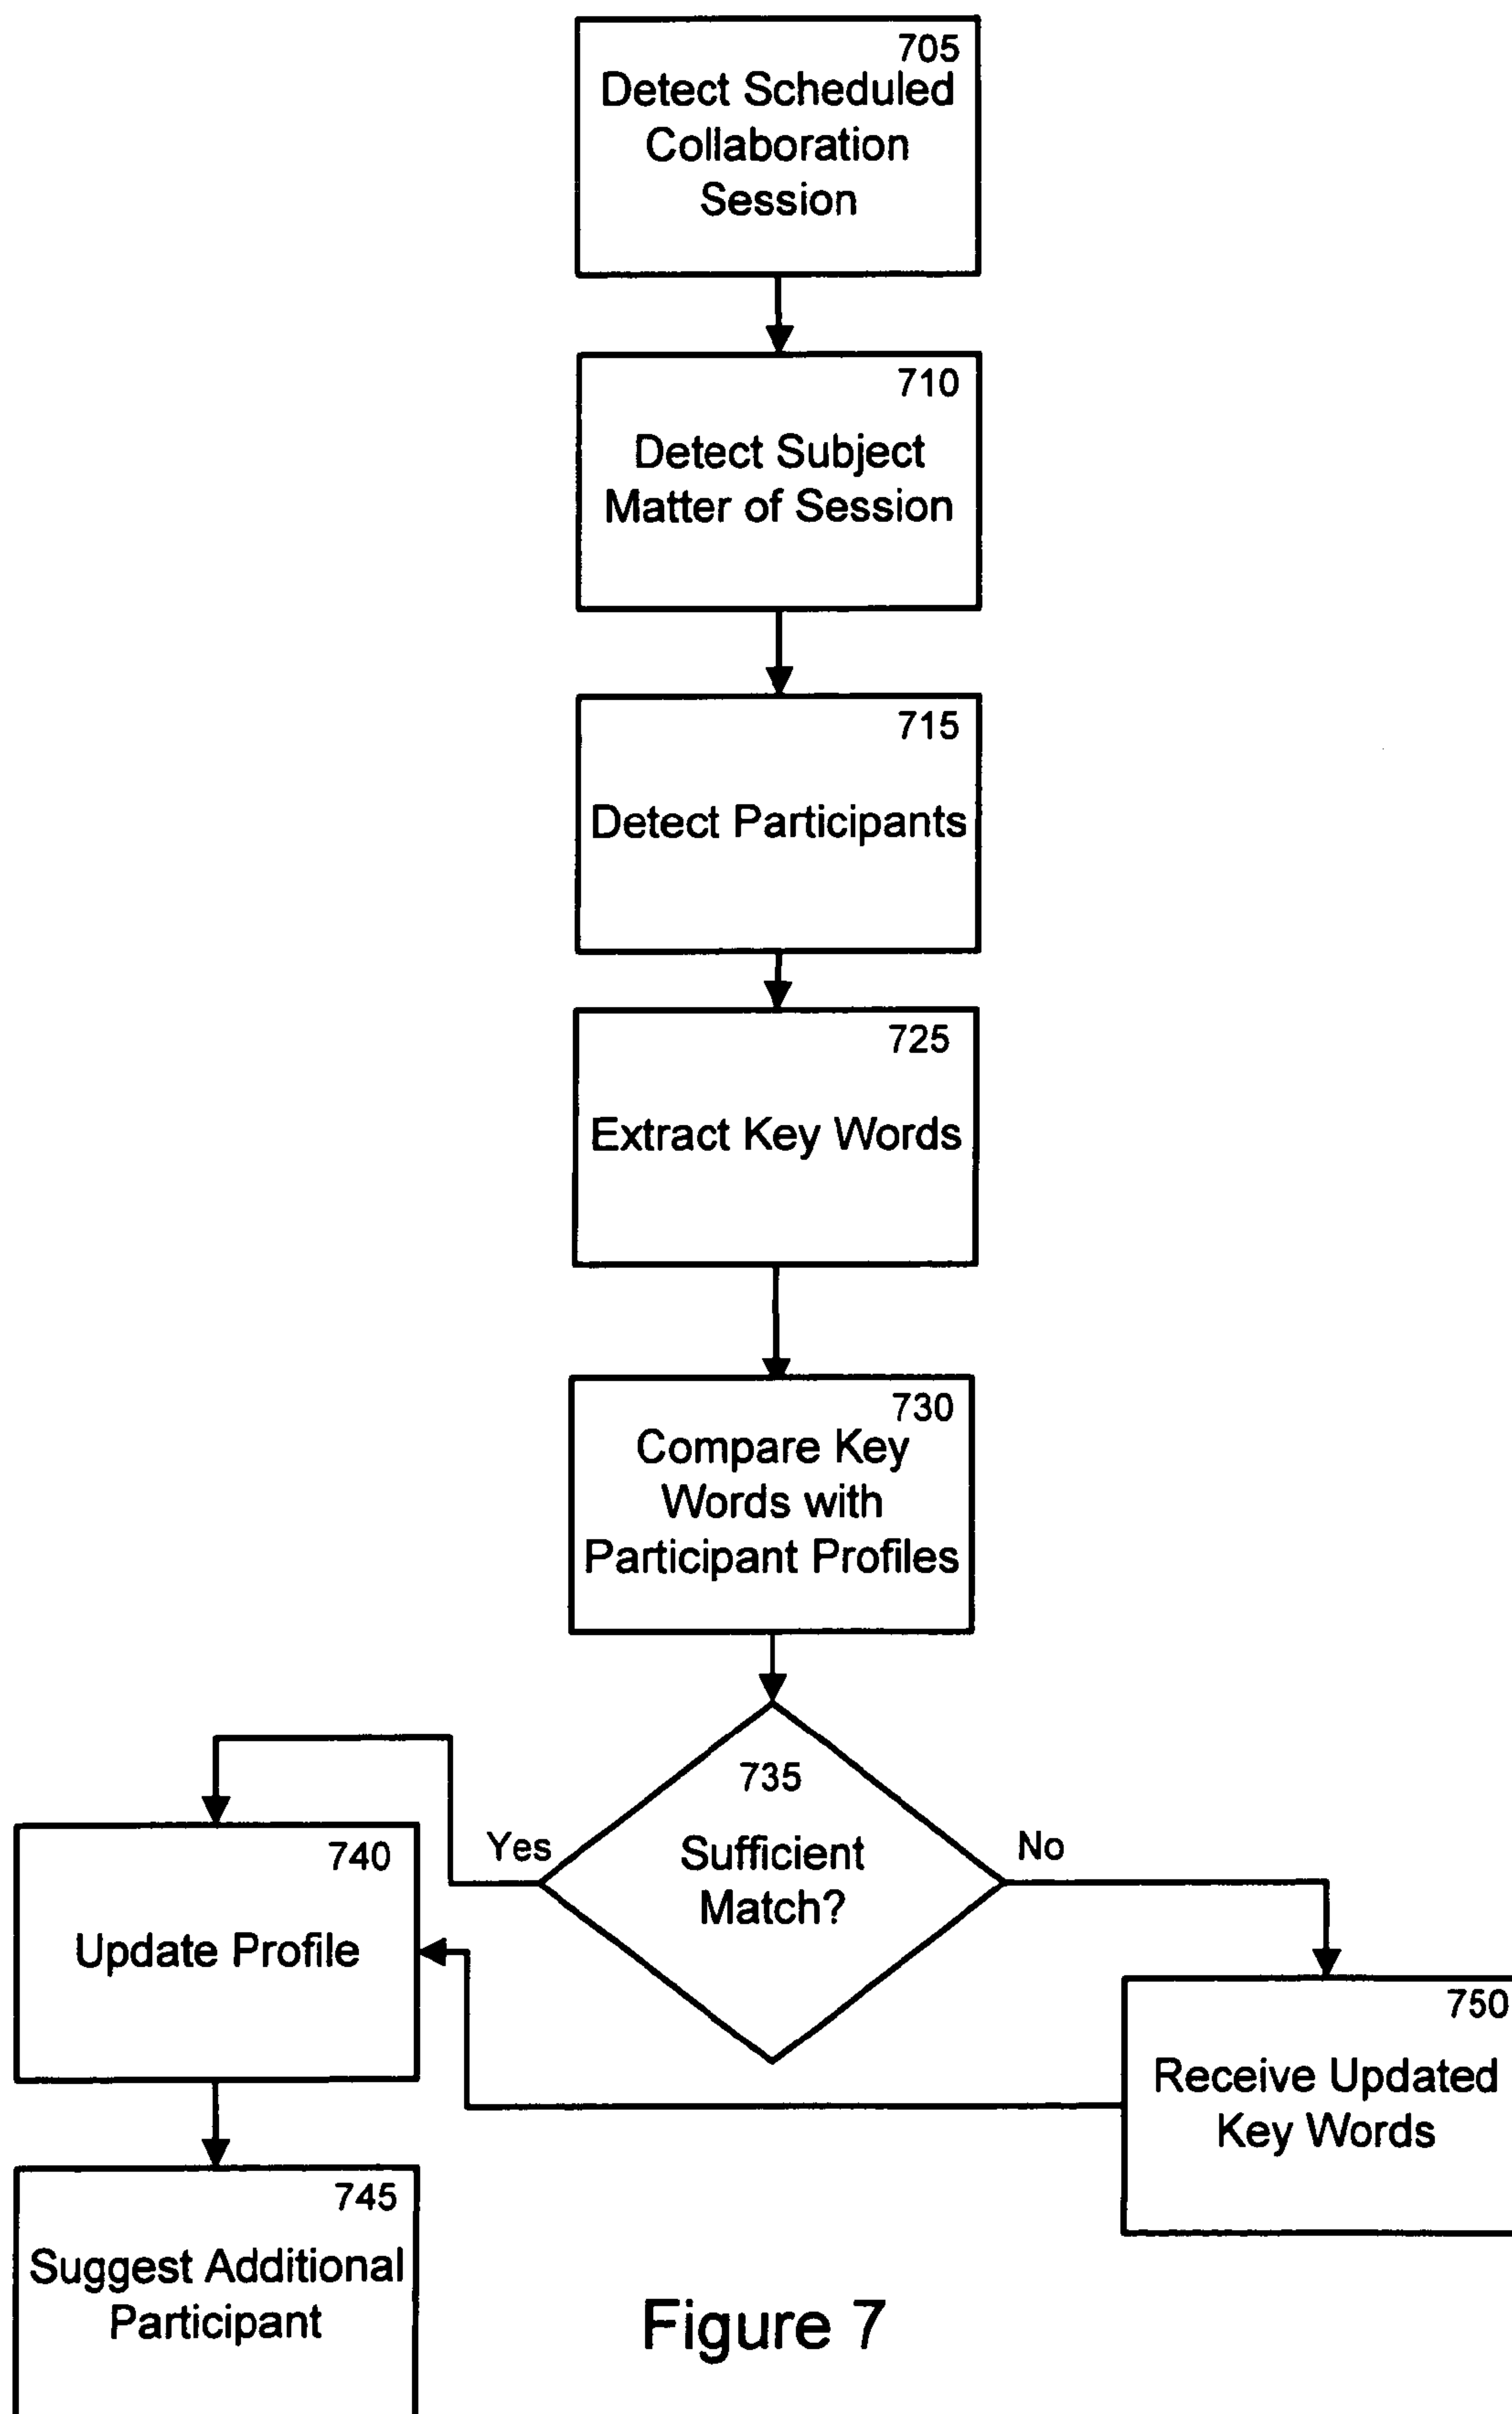 705
Detect Scheduled
Collaboration
Session
710
Detect Subject
Matter of Session
715
Detect Participants
725
Extract Key Words
730
Compare Key
Words with
Participant Profiles
735
Sufficient
Match?
Yes
No
740
Update Profile
750
Receive Updated
Key Words
745
Suggest Additional
Participant
Figure 7